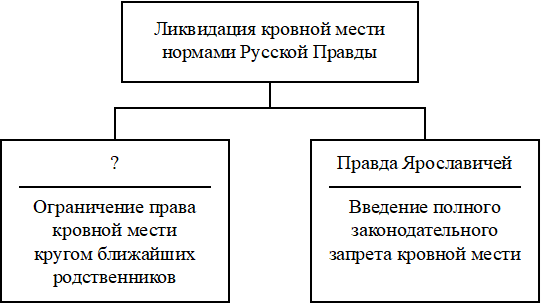 Ликвидация кровной мести
нормами Русской Правды
?
Ограничение права
кровной мести
кругом ближайших
родственников
Правда Ярославичей
Введение полного
законодательного
запрета кровной мести